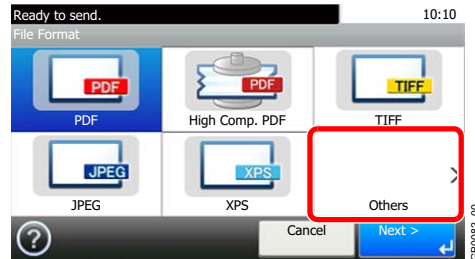 Ready to send.
10:10
File Format
PDF
PDF
TIFF
PDF
High Comp. PDF
TIFF
JPEG
XPS
JPEG
XPS
Others
?
Cancel
Next >